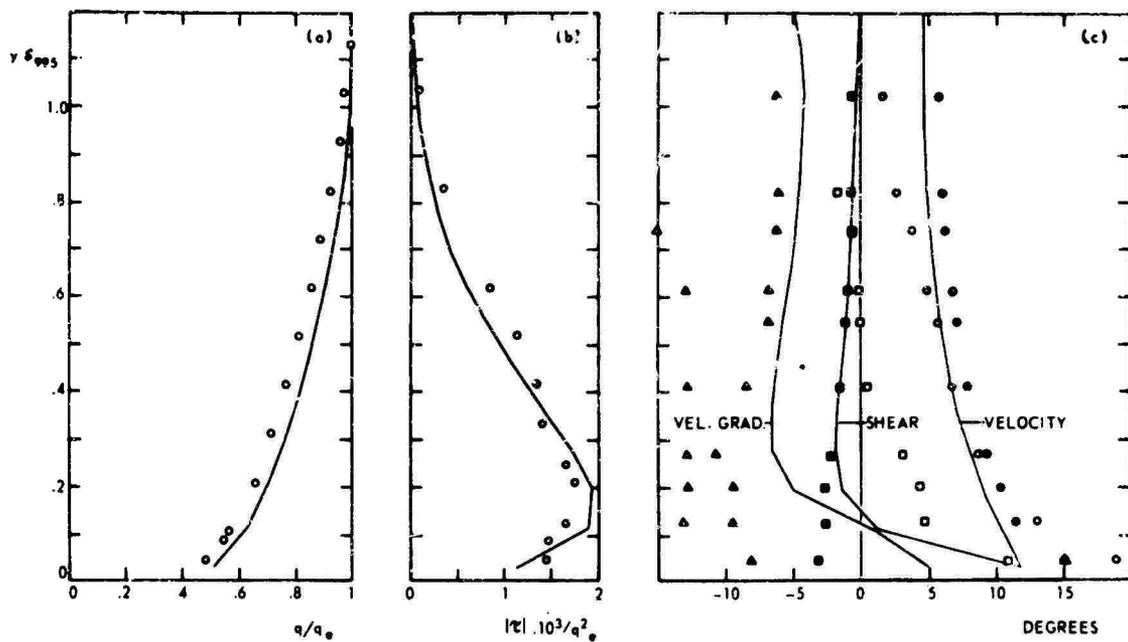 (a)
(b)
(c)
y δ.995
1.0
.8
.6
.4
.2
0
0 .2 .4 .6 .8 1
q/qe
0 1 2
|τ| .10³/q²e
VEL. GRAD.
SHEAR
VELOCITY
-10 -5 0 5 10 15
DEGREES